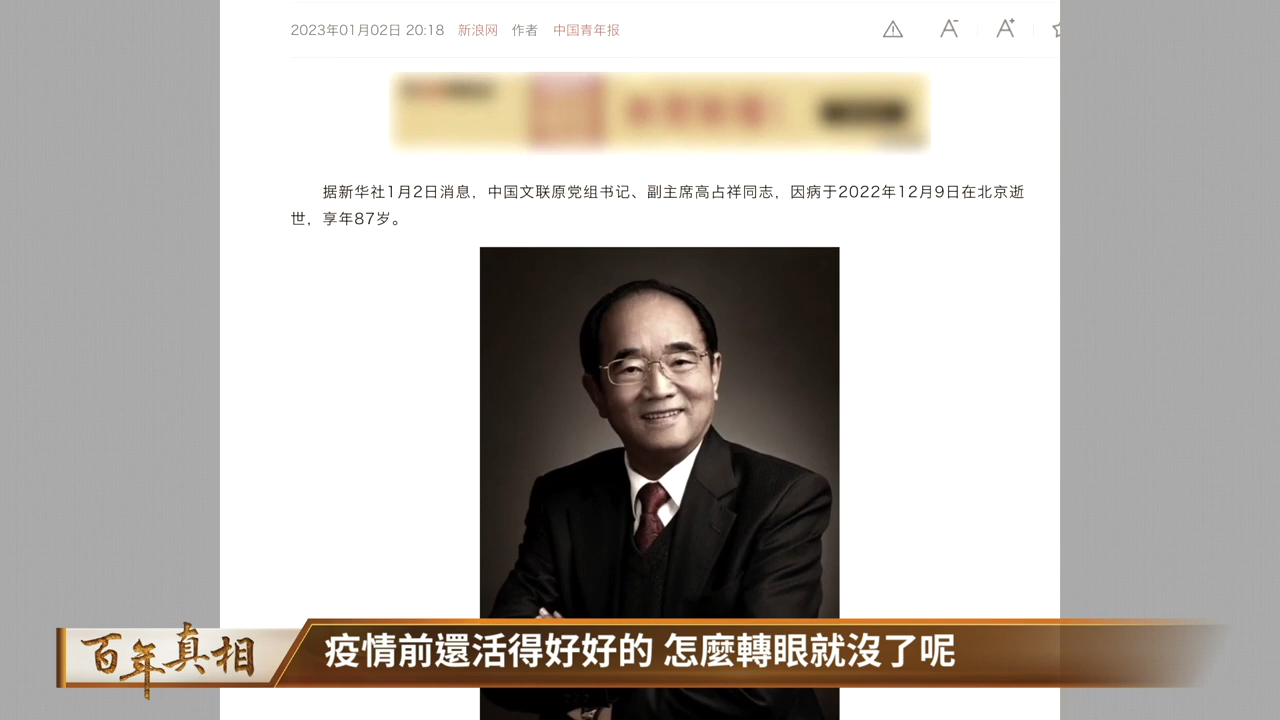 2023年01月02日 20:18 新浪网 作者 中国青年报
A- A+
据新华社1月2日消息，中国文联原党组书记、副主席高占祥同志，因病于2022年12月9日在北京逝
世，享年87岁。
百年真相
疫情前還活得好好的 怎麼轉眼就沒了呢